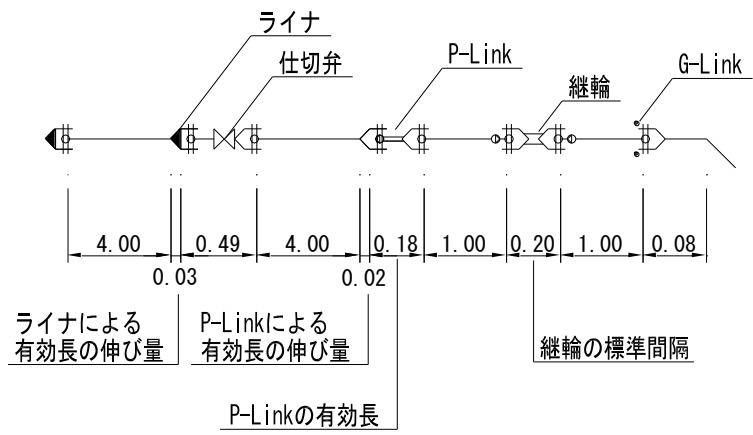 ライナ
仕切弁
P-Link
継輪
G-Link
4.00
0.03
0.49
4.00
0.02
0.18
1.00
0.20
1.00
0.08
ライナによる
有効長の伸び量
P-Linkによる
有効長の伸び量
継輪の標準間隔
P-Linkの有効長